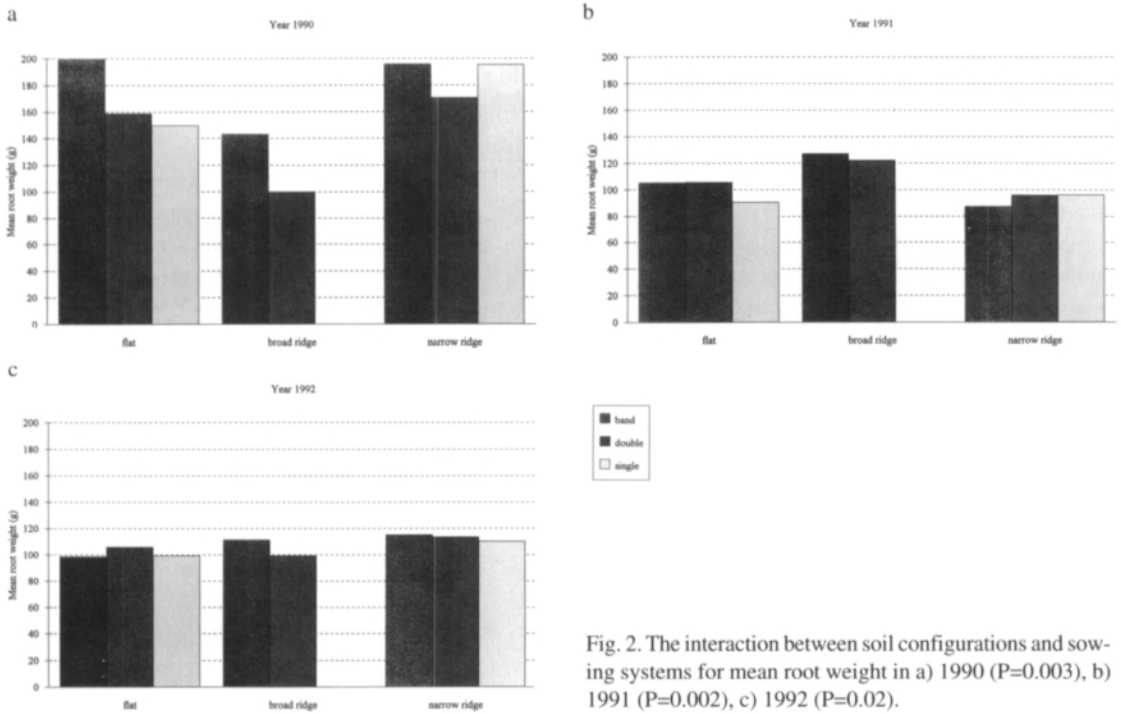 a
Year 1990
Mean root weight (g)
200
180
160
140
120
100
80
60
40
20
0
flat
broad ridge
narrow ridge
b
Year 1991
Mean root weight (g)
200
180
160
140
120
100
80
60
40
20
0
flat
broad ridge
narrow ridge
c
Year 1992
Mean root weight (g)
200
180
160
140
120
100
80
60
40
20
0
flat
broad ridge
narrow ridge
band
double
single
Fig. 2. The interaction between soil configurations and sow-
ing systems for mean root weight in a) 1990 (P=0.003), b)
1991 (P=0.002), c) 1992 (P=0.02).